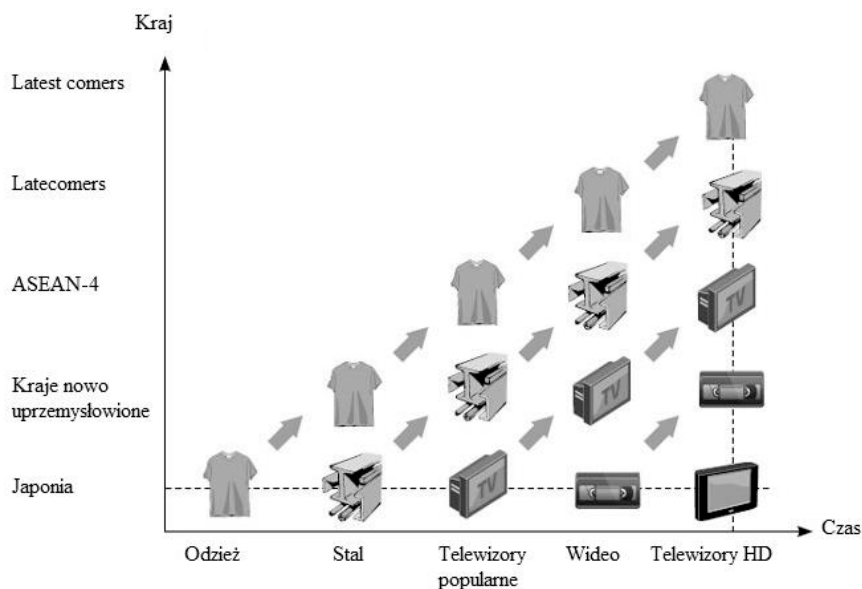 Kraj
Latest comers
Latecomers
ASEAN-4
Kraje nowo
uprzemysłowione
Japonia
TV
TV
TV
Czas
Odzież
Stal
Telewizory
popularne
Wideo
Telewizory HD